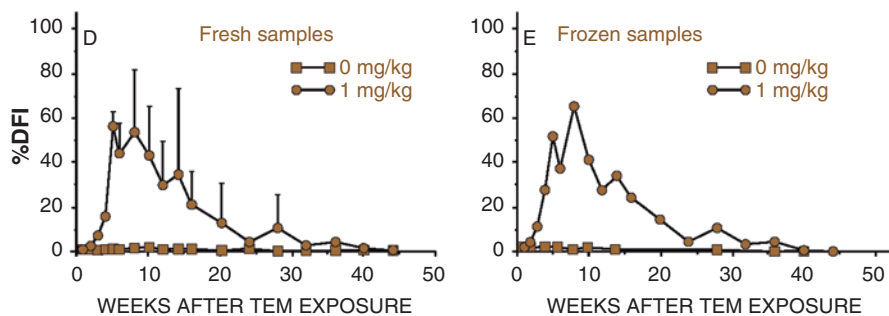 D
Fresh samples
0 mg/kg
1 mg/kg
%DFI
100
80
60
40
20
0
0
10
20
30
40
50
WEEKS AFTER TEM EXPOSURE
E
Frozen samples
0 mg/kg
1 mg/kg
100
80
60
40
20
0
0
10
20
30
40
50
WEEKS AFTER TEM EXPOSURE